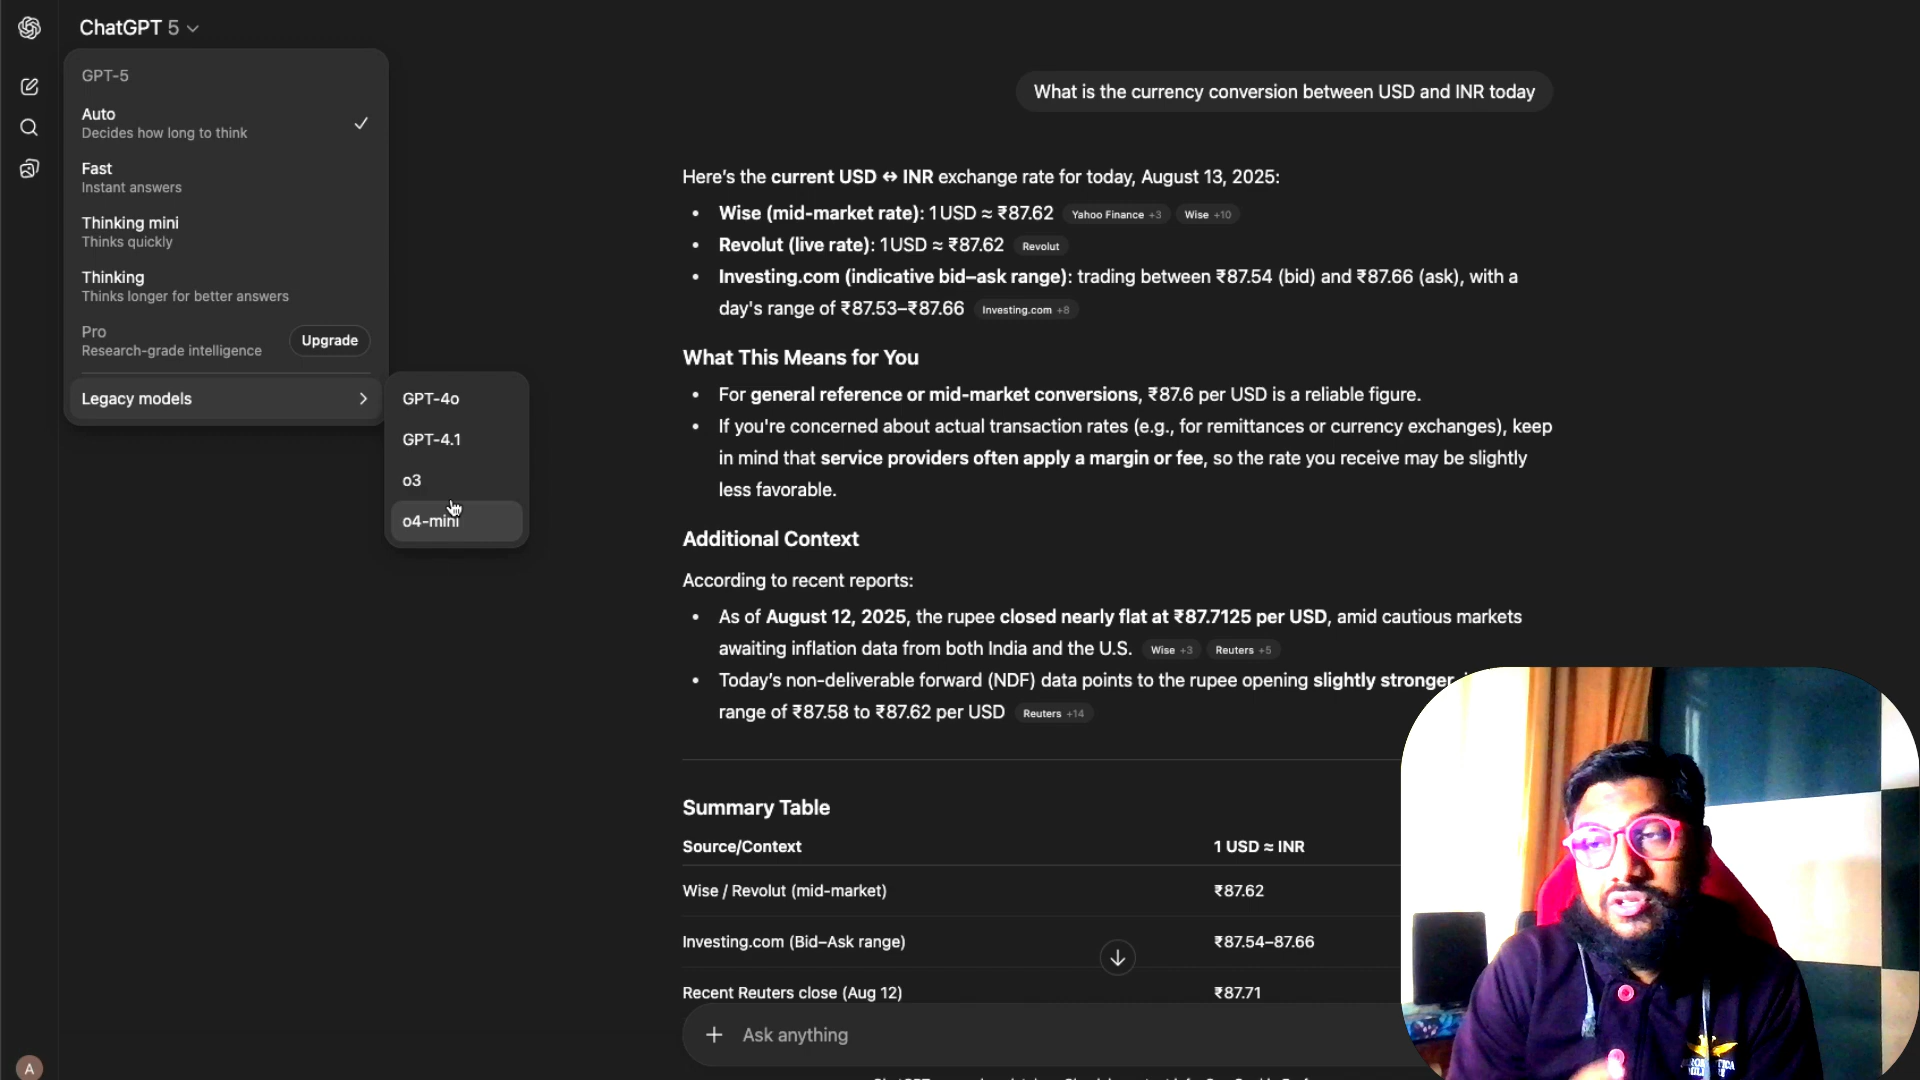 ChatGPT 5
GPT-5
Auto
Decides how long to think
Fast
Instant answers
Thinking mini
Thinks quickly
Thinking
Thinks longer for better answers
Pro
Research-grade intelligence
Upgrade
Legacy models
GPT-4o
GPT-4.1
o3
o4-mini
What is the currency conversion between USD and INR today
Here's the current USD ↔ INR exchange rate for today, August 13, 2025:
• Wise (mid-market rate): 1 USD ≈ ₹87.62 Yahoo Finance +3 Wise +10
• Revolut (live rate): 1 USD ≈ ₹87.62 Revolut
• Investing.com (indicative bid–ask range): trading between ₹87.54 (bid) and ₹87.66 (ask), with a
day's range of ₹87.53–₹87.66 Investing.com +8
What This Means for You
• For general reference or mid-market conversions, ₹87.6 per USD is a reliable figure.
• If you're concerned about actual transaction rates (e.g., for remittances or currency exchanges), keep
in mind that service providers often apply a margin or fee, so the rate you receive may be slightly
less favorable.
Additional Context
According to recent reports:
• As of August 12, 2025, the rupee closed nearly flat at ₹87.7125 per USD, amid cautious markets
awaiting inflation data from both India and the U.S. Wise +3 Reuters +5
• Today's non-deliverable forward (NDF) data points to the rupee opening slightly stronger,
range of ₹87.58 to ₹87.62 per USD Reuters +14
Summary Table
Source/Context 1 USD ≈ INR
Wise / Revolut (mid-market) ₹87.62
Investing.com (Bid–Ask range) ₹87.54–87.66
Recent Reuters close (Aug 12) ₹87.71
Ask anything
A